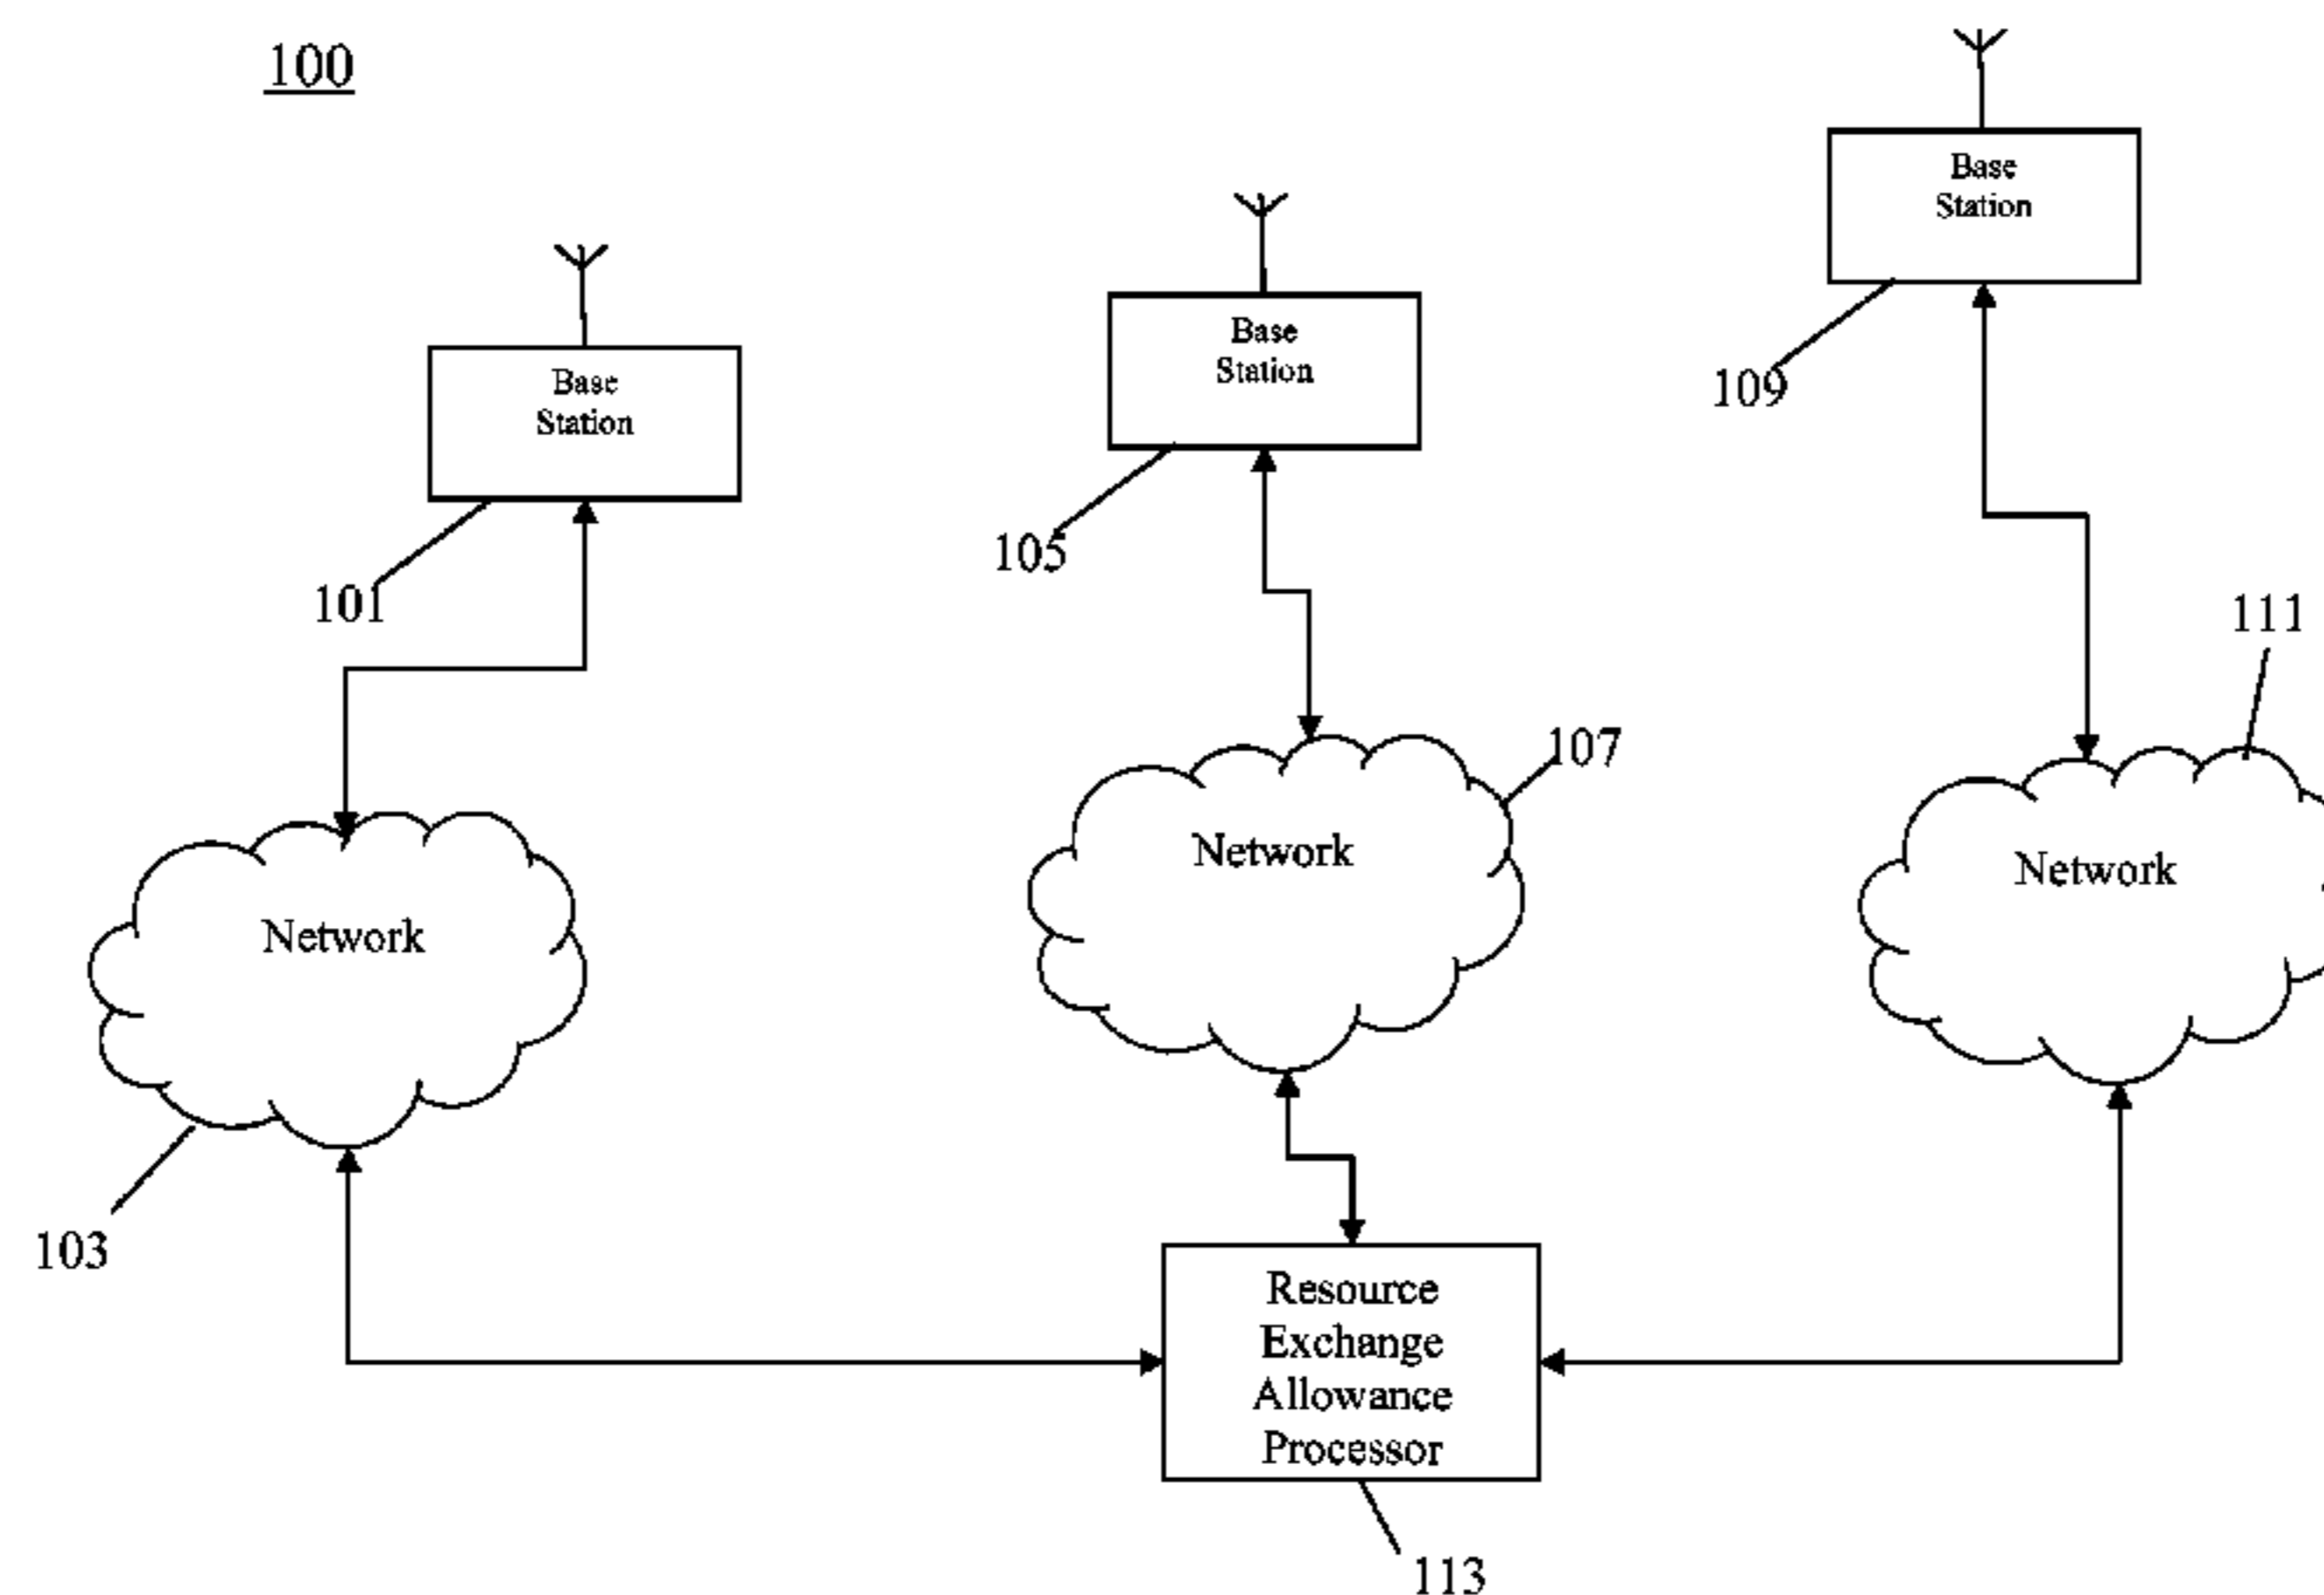 100
Base
Station
109
Base
Station
105
Base
Station
101
111
107
Network
Network
Network
103
Resource
Exchange
Allowance
Processor
113